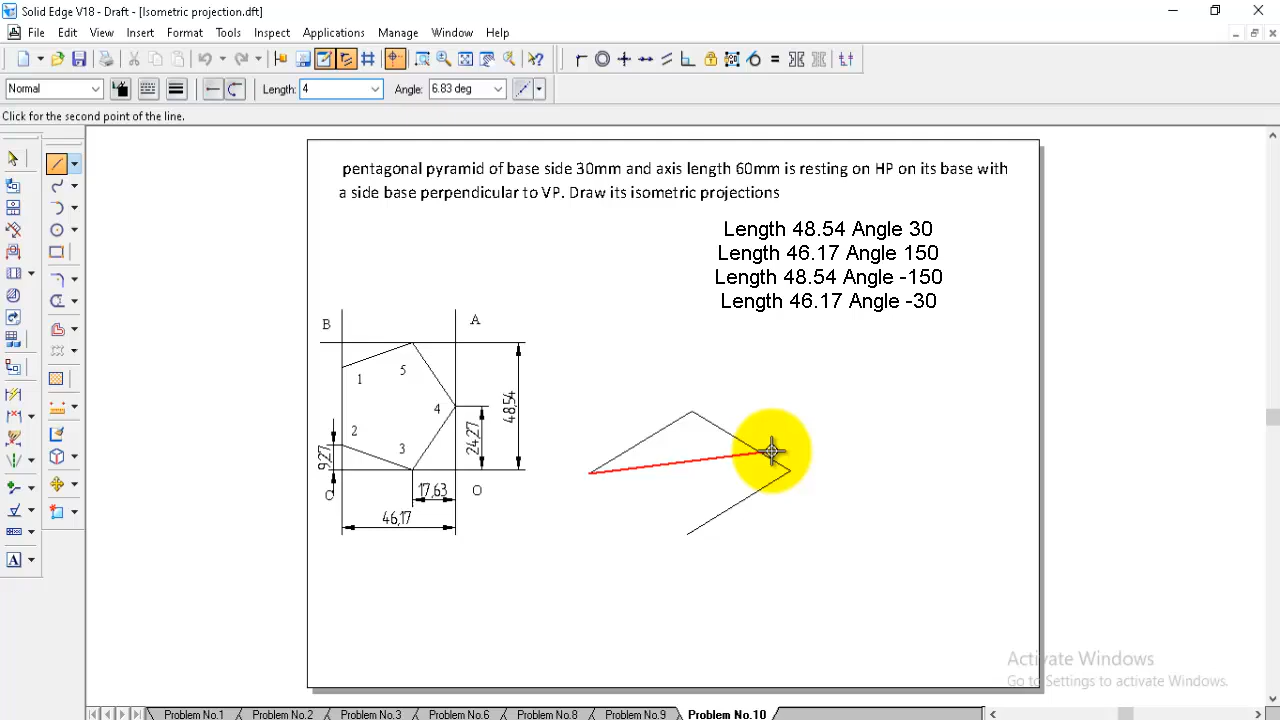 Solid Edge V18 - Draft - [Isometric projection.dft]
File Edit View Insert Format Tools Inspect Applications Manage Window Help
Normal Length: 4 Angle: 6.83 deg
Click for the second point of the line.
pentagonal pyramid of base side 30mm and axis length 60mm is resting on HP on its base with
a side base perpendicular to VP. Draw its isometric projections
Length 48.54 Angle 30
Length 46.17 Angle 150
Length 48.54 Angle -150
Length 46.17 Angle -30
B A
5
1
4
48,54
2
3
24,27
9,27
O
17,63
46,17
Activate Windows
Go to Settings to activate Windows.
Problem No.1 Problem No.2 Problem No.3 Problem No.6 Problem No.8 Problem No.9 Problem No.10